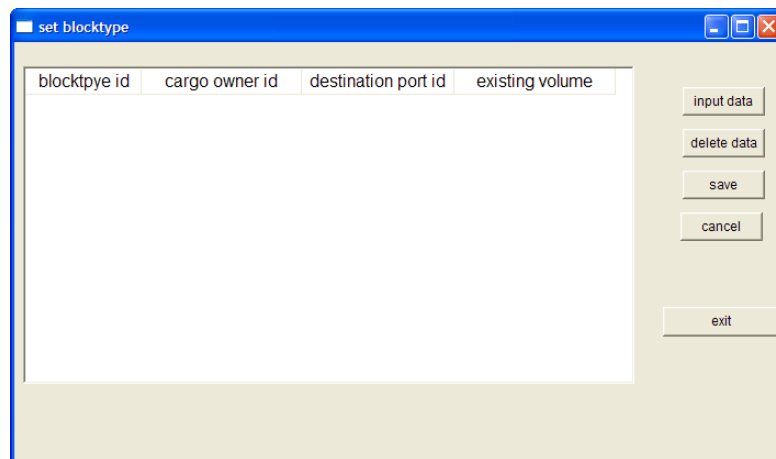 set blocktype
blocktpye id cargo owner id destination port id existing volume
input data
delete data
save
cancel
exit